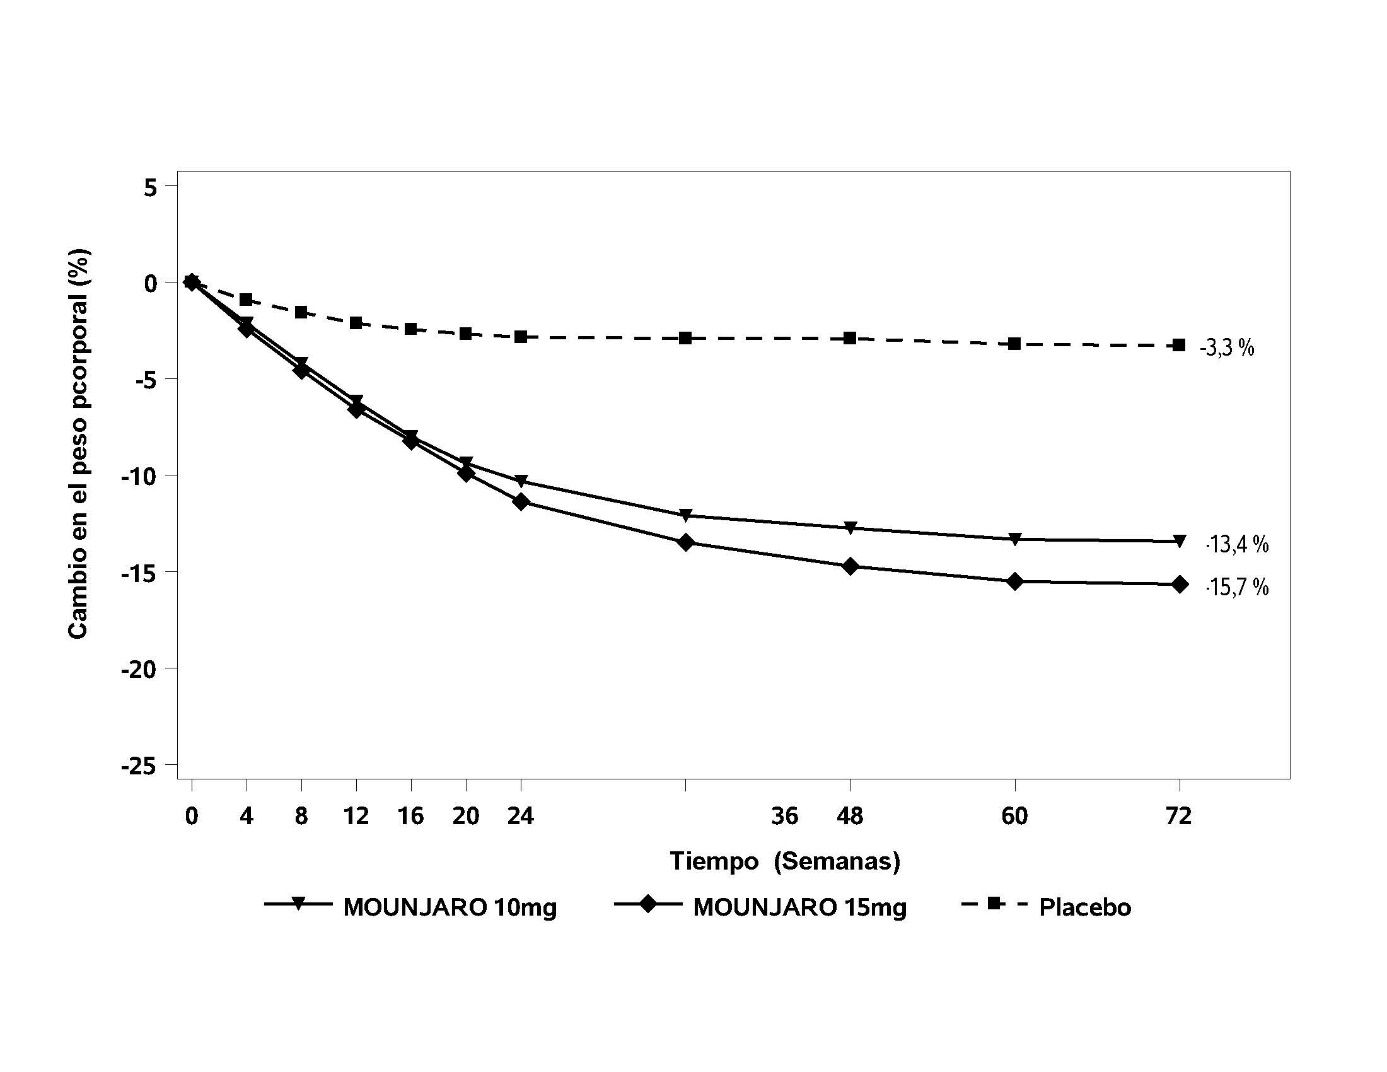 Cambio en el peso pcorporal (%)
5
0
-5
-10
-15
-20
-25
-3,3 %
-13,4 %
-15,7 %
0 4 8 12 16 20 24 36 48 60 72
Tiempo (Semanas)
MOUNJARO 10mg MOUNJARO 15mg Placebo